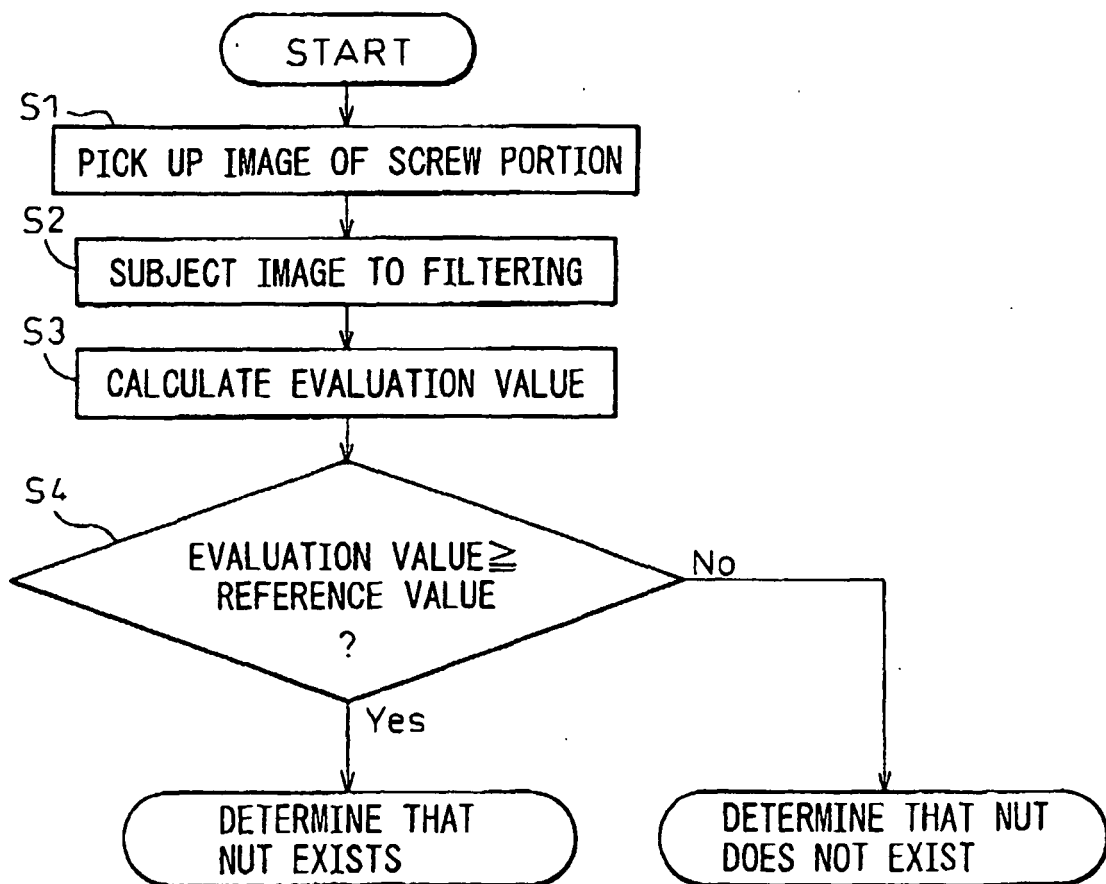 START
S1
PICK UP IMAGE OF SCREW PORTION
S2
SUBJECT IMAGE TO FILTERING
S3
CALCULATE EVALUATION VALUE
S4
EVALUATION VALUE≧
REFERENCE VALUE
?
No
Yes
DETERMINE THAT
NUT EXISTS
DETERMINE THAT NUT
DOES NOT EXIST